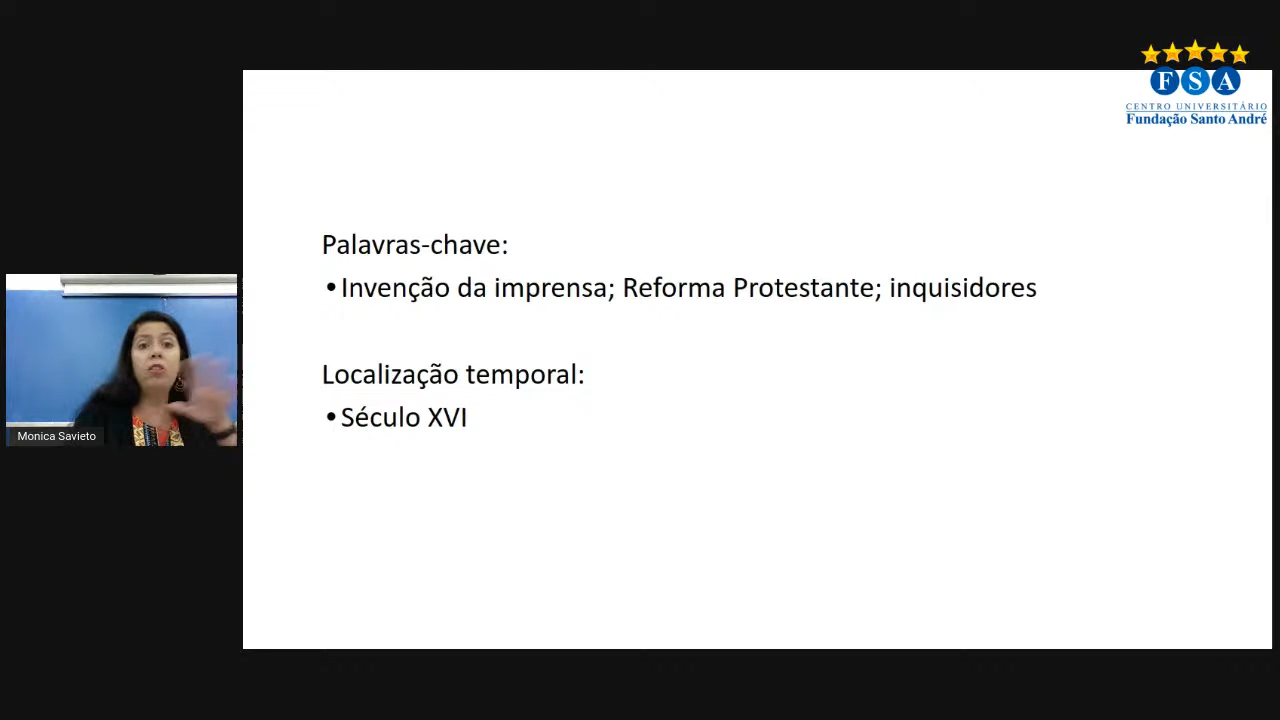 FSA
CENTRO UNIVERSITÁRIO
Fundação Santo André
Palavras-chave:
•Invenção da imprensa; Reforma Protestante; inquisidores
Localização temporal:
•Século XVI
Monica Savieto